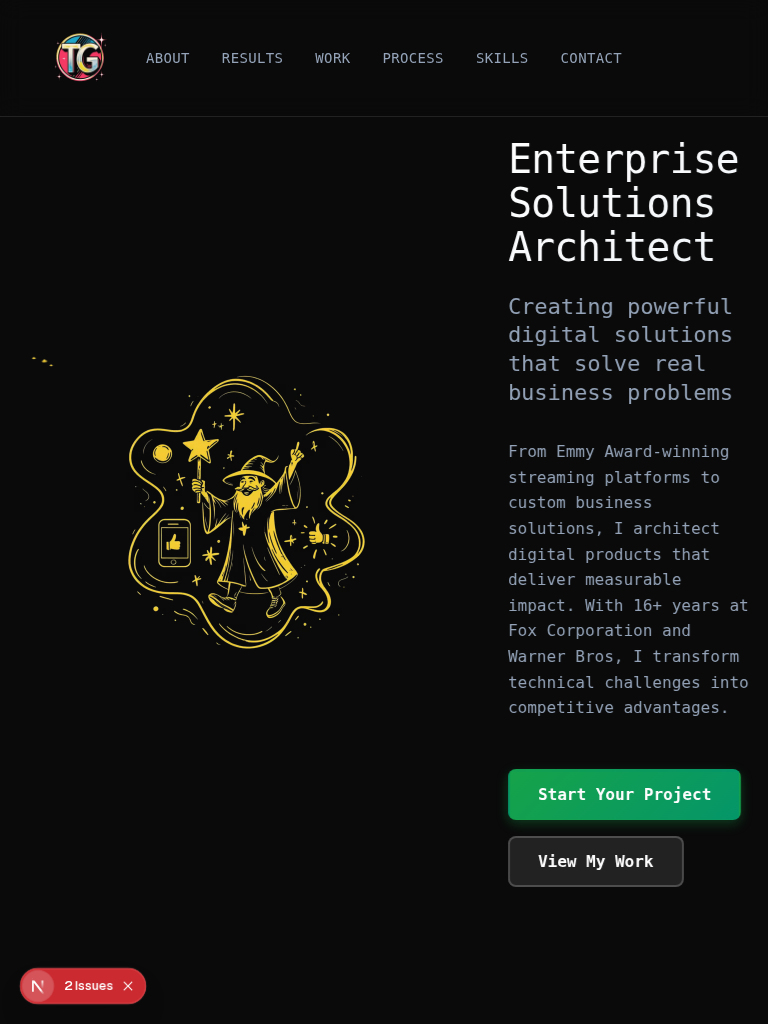 TG
ABOUT RESULTS WORK PROCESS SKILLS CONTACT
Enterprise
Solutions
Architect
Creating powerful
digital solutions
that solve real
business problems
From Emmy Award-winning
streaming platforms to
custom business
solutions, I architect
digital products that
deliver measurable
impact. With 16+ years at
Fox Corporation and
Warner Bros, I transform
technical challenges into
competitive advantages.
Start Your Project
View My Work
N 2 Issues